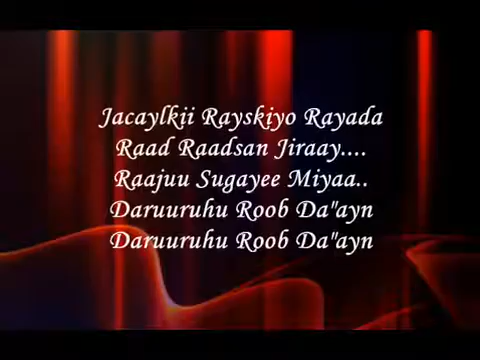 Jacaylkii Rayskiyo Rayada
Raad Raadsan Jiraay....
Raajuu Sugayee Miyaa..
Daruuruhu Roob Da"ayn
Daruuruhu Roob Da"ayn